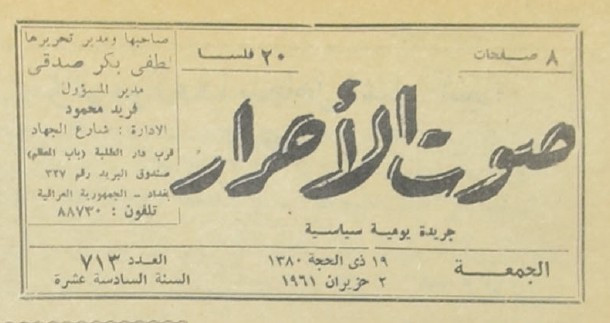 ٨ صفحات
٢٠ فلسا
صوت الأحرار
جريدة يومية سياسية
صاحبها ومدير تحريرها
لطفي بكر صدقي
مدير المسؤول
فريد محمود
الادارة : شارع الجهاد
قرب دار الطلبة (باب المعظم)
صندوق البريد رقم ٣٢٧
بغداد - الجمهورية العراقية
تلفون : ٨٨٧٣٠
الجمعة
١٩ ذى الحجة ١٣٨٠
٢ حزيران ١٩٦١
العدد ٧١٣
السنة السادسة عشرة